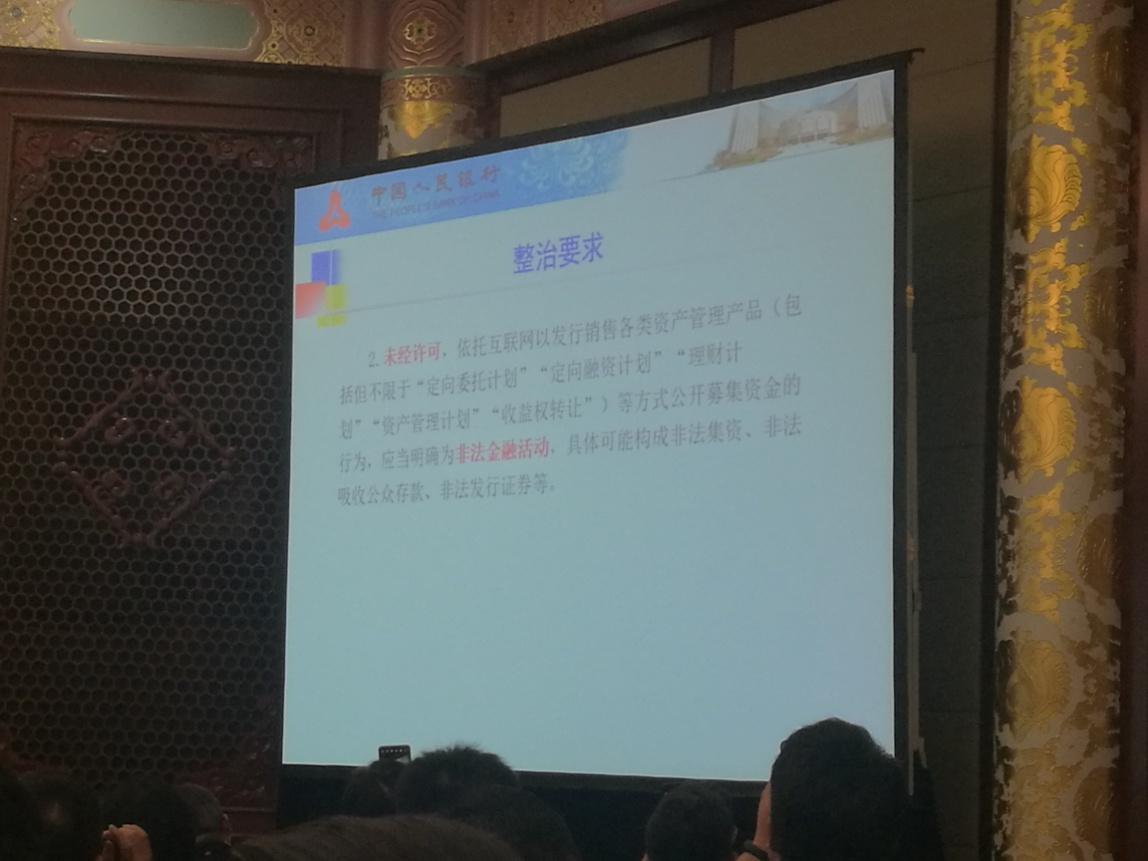 中国人民银行
THE PEOPLE'S BANK OF CHINA
整治要求
2.未经许可，依托互联网以发行销售各类资产管理产品（包
括但不限于“定向委托计划”“定向融资计划”“理财计
划”“资产管理计划”“收益权转让”）等方式公开募集资金的
行为，应当明确为非法金融活动，具体可能构成非法集资、非法
吸收公众存款、非法发行证券等。